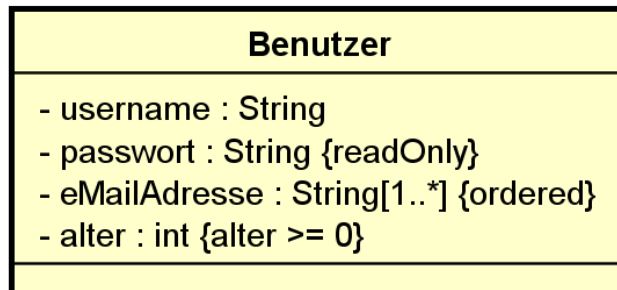 Benutzer
- username : String
- passwort : String {readOnly}
- eMailAdresse : String[1..*] {ordered}
- alter : int {alter >= 0}